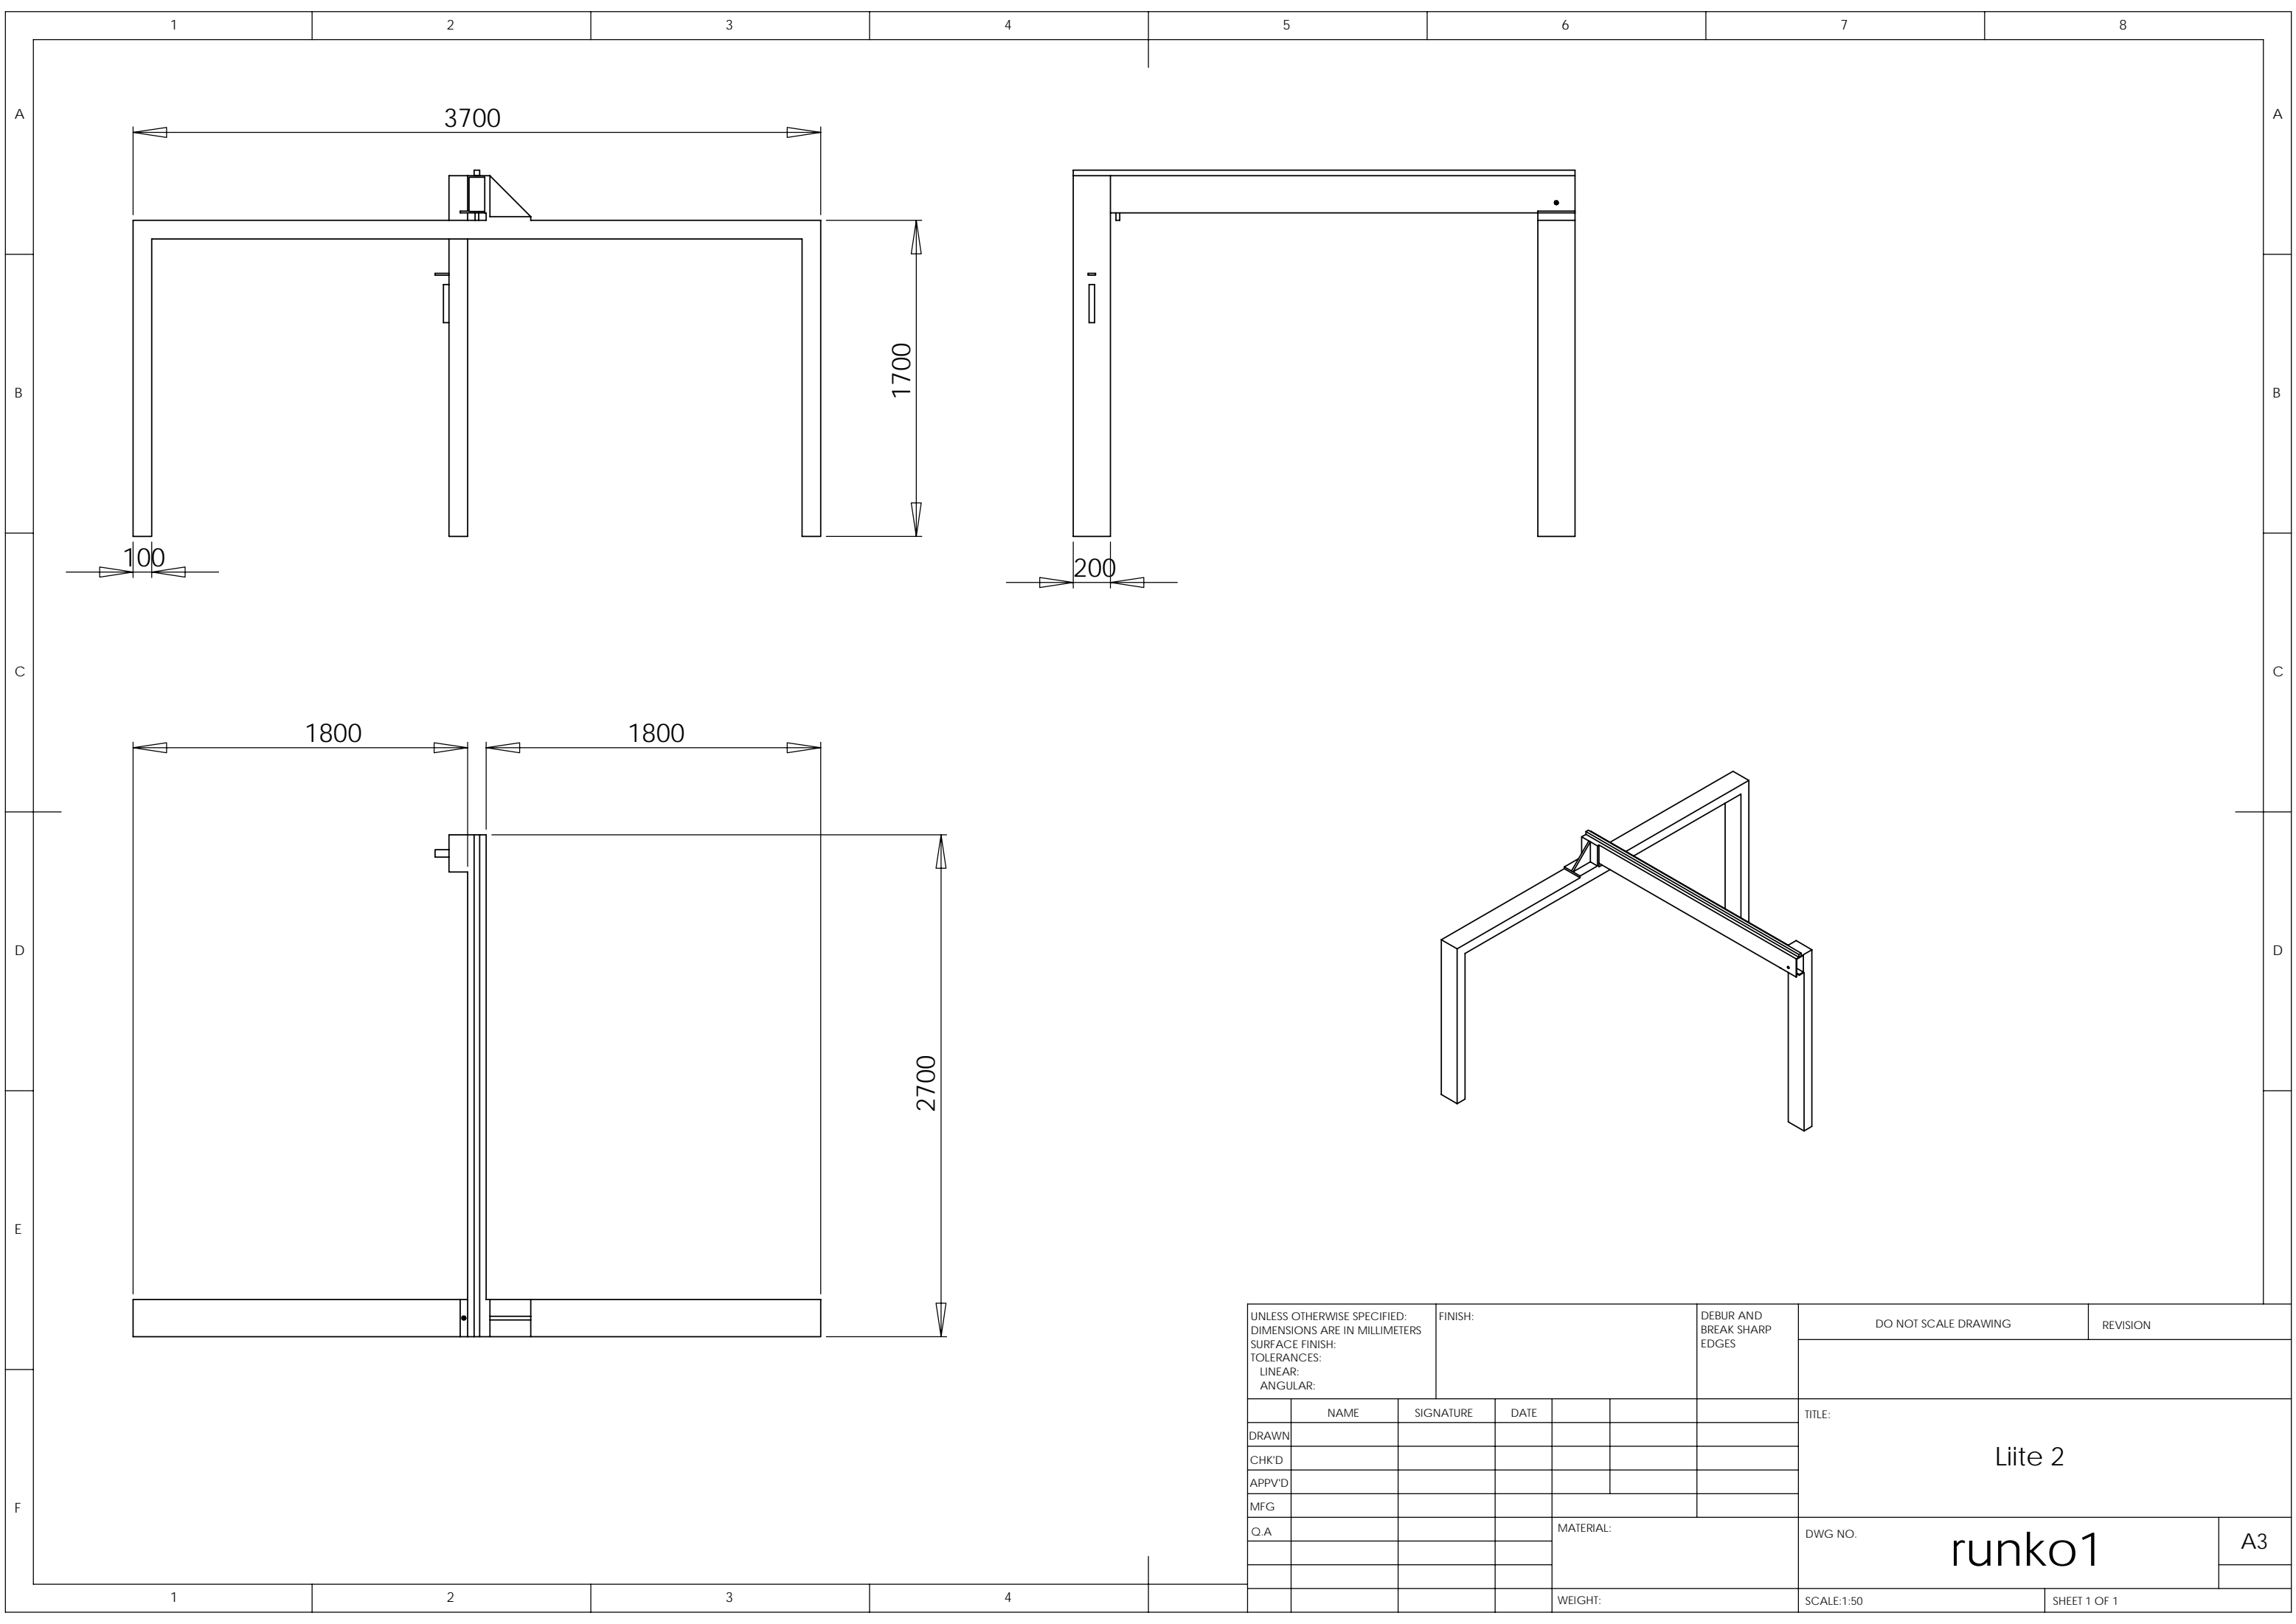 1 2 3 4 5 6 7 8
A A
3700
1700
B B
100
200
C C
1800 1800
D D
2700
E
UNLESS OTHERWISE SPECIFIED:
DIMENSIONS ARE IN MILLIMETERS
SURFACE FINISH:
TOLERANCES:
LINEAR:
ANGULAR:
FINISH:
DEBUR AND
BREAK SHARP
EDGES
DO NOT SCALE DRAWING
REVISION
NAME SIGNATURE DATE
DRAWN
CHK'D
APPV'D
MFG
Q.A
TITLE:
Liite 2
F
MATERIAL:
DWG NO.
runko1
A3
WEIGHT:
SCALE:1:50
SHEET 1 OF 1
1 2 3 4